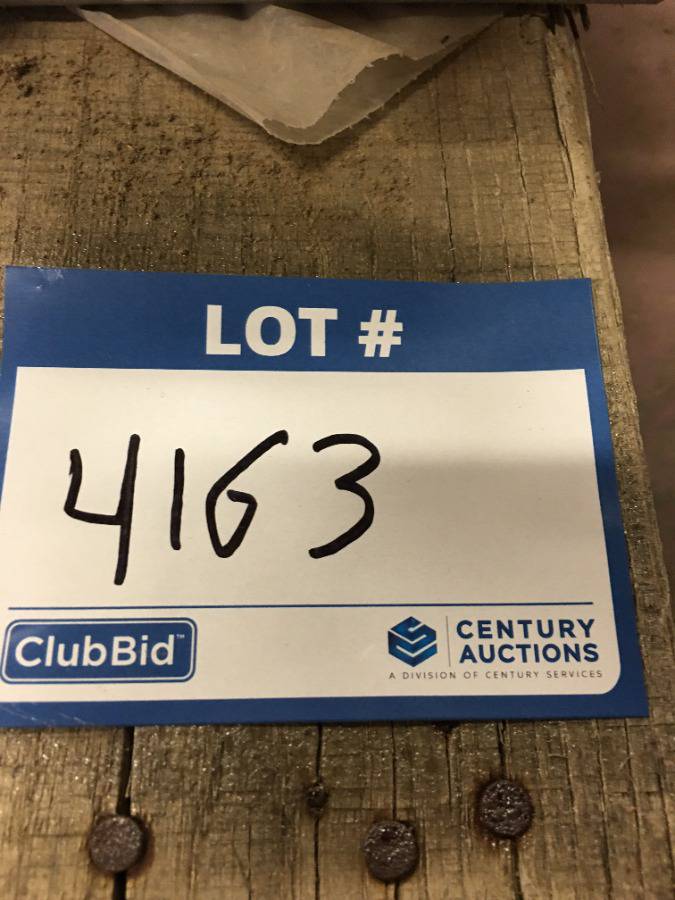 LOT #
4163
ClubBid™
CENTURY
AUCTIONS
A DIVISION OF CENTURY SERVICES